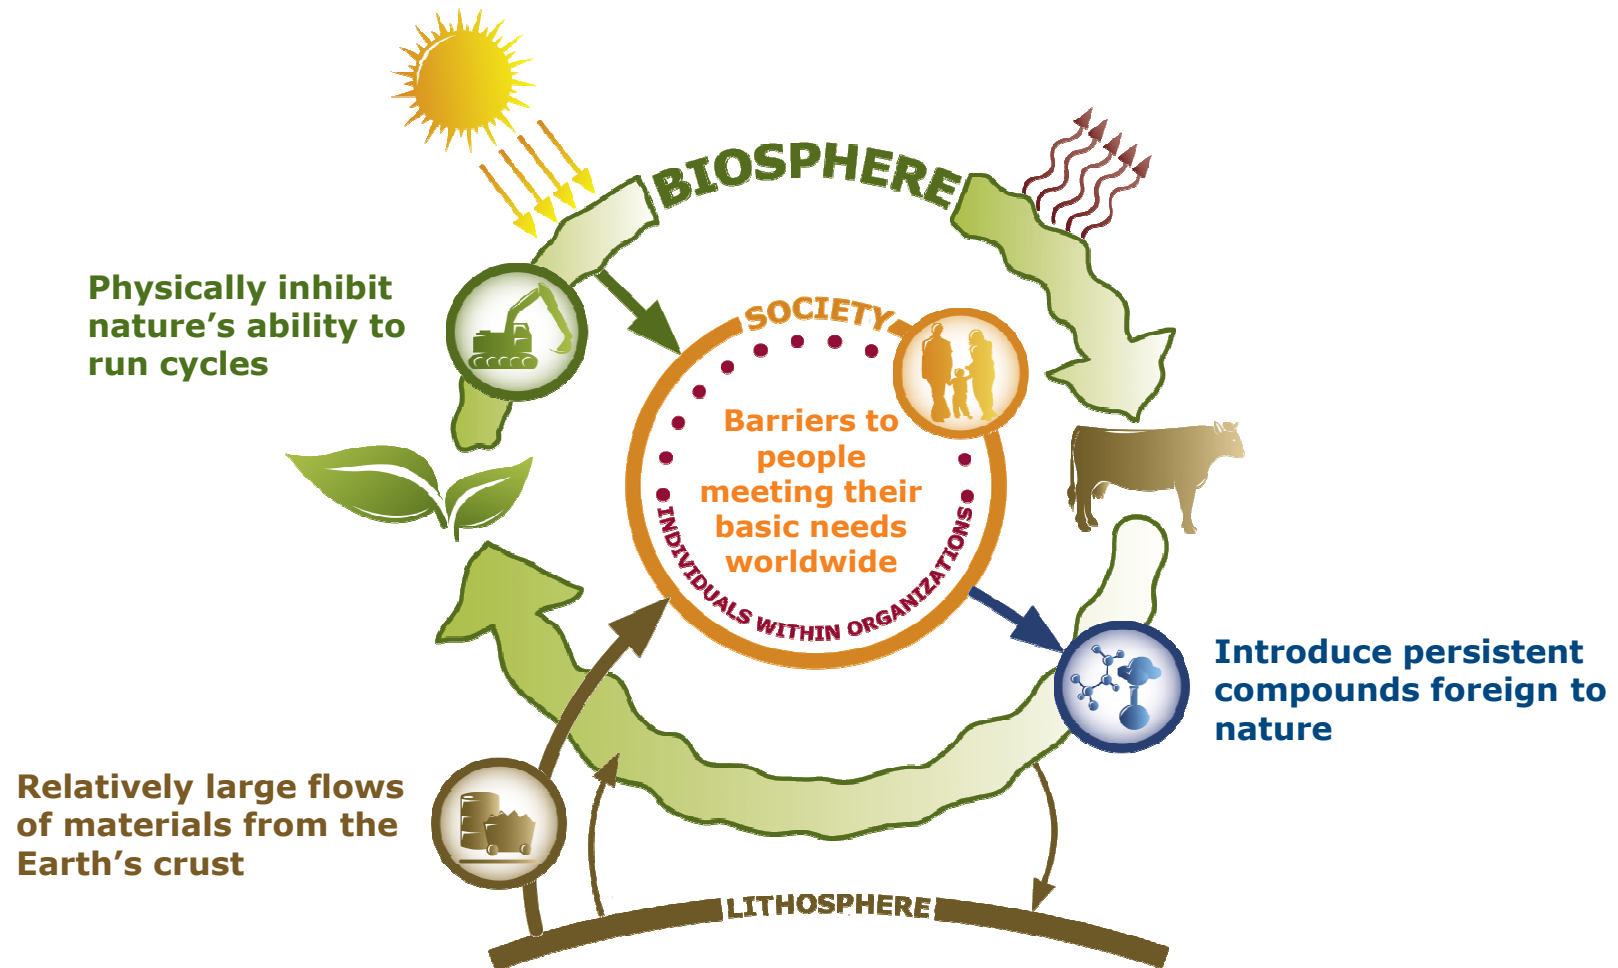 BIOSPHERE
Physically inhibit
nature’s ability to
run cycles
SOCIETY
Barriers to
people
meeting their
basic needs
worldwide
INDIVIDUALS WITHIN ORGANIZATIONS
Introduce persistent
compounds foreign to
nature
Relatively large flows
of materials from the
Earth’s crust
LITHOSPHERE